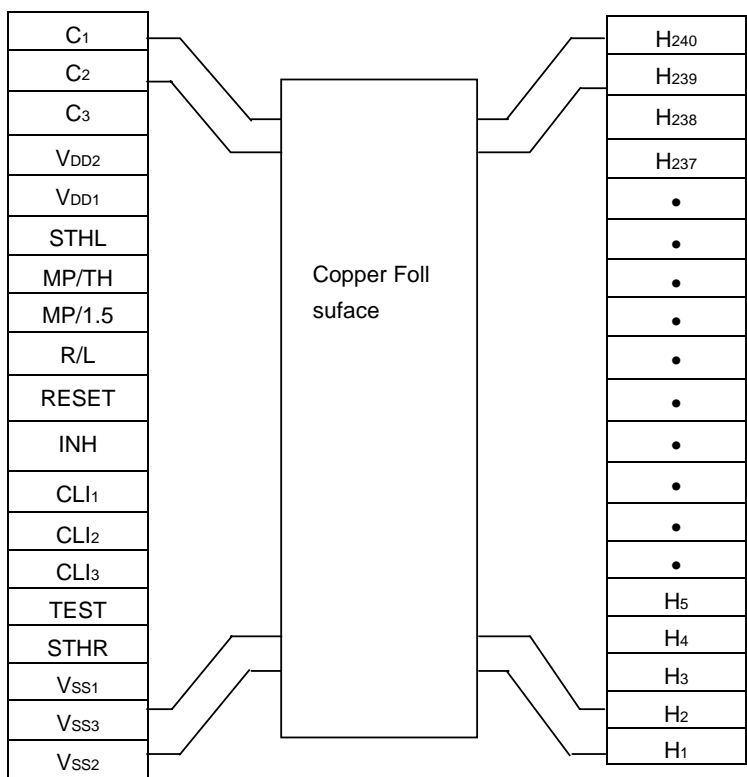 C1
C2
C3
VDD2
VDD1
STHL
MP/TH
MP/1.5
R/L
RESET
INH
CLI1
CLI2
CLI3
TEST
STHR
VSS1
VSS3
VSS2
Copper Foll
suface
H240
H239
H238
H237
•
•
•
•
•
•
•
•
•
•
H5
H4
H3
H2
H1